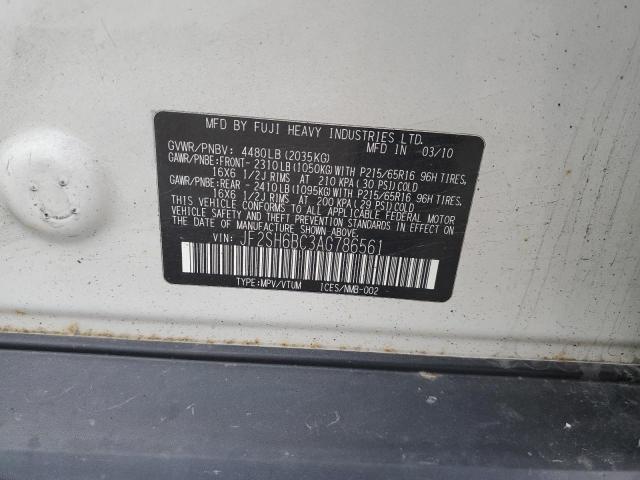 MFD BY FUJI HEAVY INDUSTRIES LTD.
GVWR/PNBV: 4480LB (2035KG) MFD. IN 03/10
GAWR/PNBE: FRONT- 2310LB (1050KG) WITH P215/65R16 96H TIRES,
16X6 1/2J RIMS AT 210 KPA (30 PSI) COLD
GAWR/PNBE: REAR - 2410LB (1095KG) WITH P215/65R16 96H TIRES,
16X6 1/2J RIMS AT 200 KPA (29 PSI) COLD
THIS VEHICLE CONFORMS TO ALL APPLICABLE FEDERAL MOTOR
VEHICLE SAFETY AND BUMPER STANDARDS IN EFFECT ON THE
DATE OF MANUFACTURE SHOWN ABOVE.
VIN: JF2SH6BC3AG786561
TYPE:MPV/VTUM ICES/NMB-002